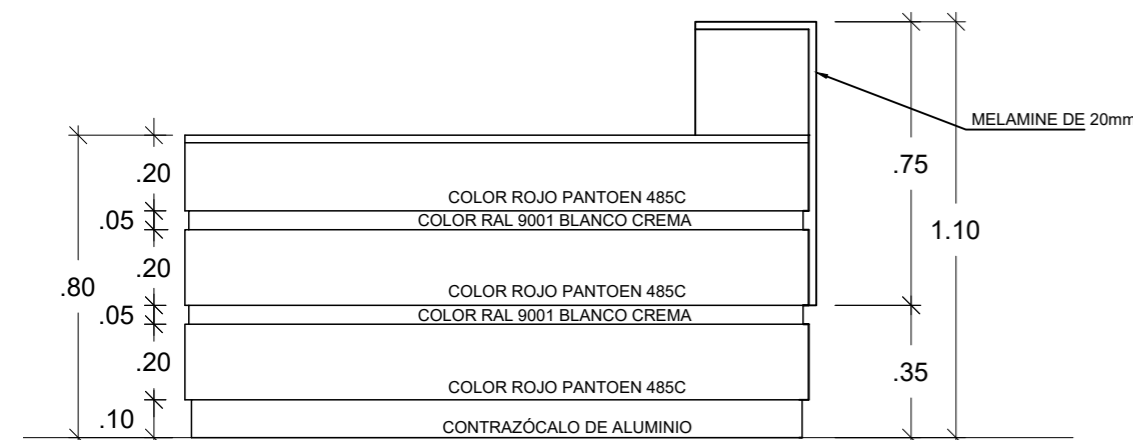 MELAMINE DE 20mm
.20
.75
COLOR ROJO PANTOEN 485C
.05
COLOR RAL 9001 BLANCO CREMA
1.10
.20
.80
COLOR ROJO PANTOEN 485C
.05
COLOR RAL 9001 BLANCO CREMA
.20
.35
COLOR ROJO PANTOEN 485C
.10
CONTRAZÓCALO DE ALUMINIO